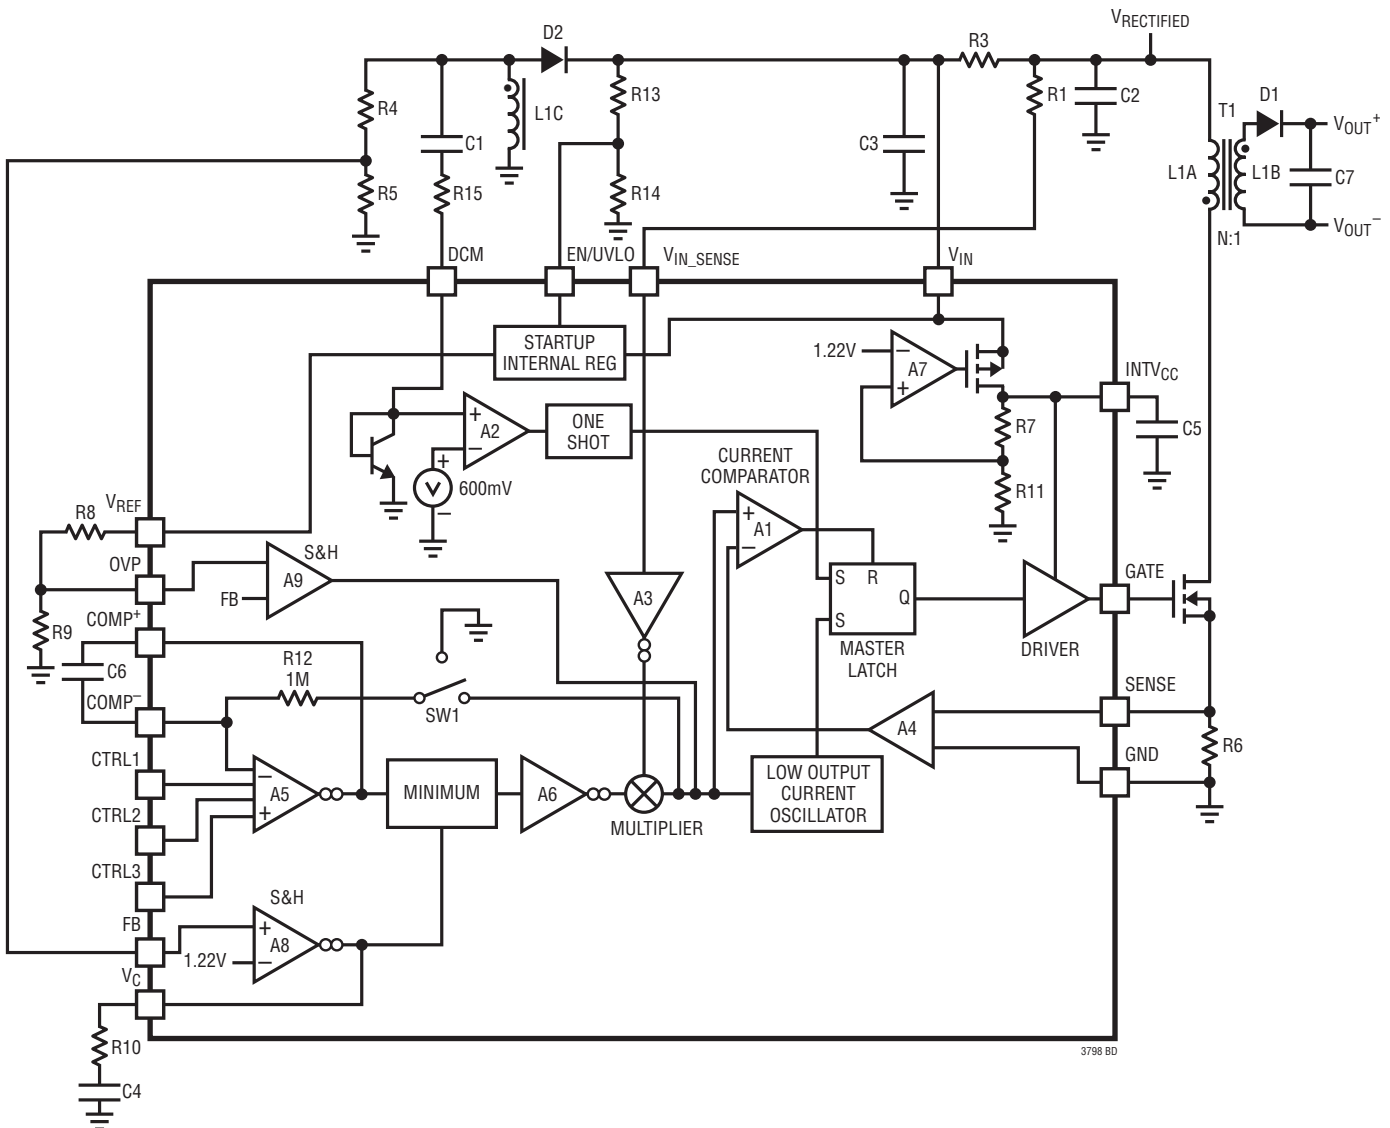 VRECTIFIED
D2
R3
R4
R13
L1C
C1
R1
C2
T1
D1
VOUT+
C3
R5
R15
R14
L1A
L1B
C7
VOUT−
N:1
DCM
EN/UVLO
VIN_SENSE
VIN
STARTUP
INTERNAL REG
1.22V
−
+
A7
INTVCC
C5
R7
R11
+
−
A2
ONE
SHOT
+
V
−
600mV
CURRENT
COMPARATOR
+
−
A1
VREF
R8
OVP
S&H
A9
FB
R9
COMP+
C6
COMP−
R12
1M
SW1
A3
S
R
Q
S
MASTER
LATCH
DRIVER
GATE
SENSE
GND
R6
A4
CTRL1
CTRL2
CTRL3
−
+
A5
MINIMUM
A6
MULTIPLIER
LOW OUTPUT
CURRENT
OSCILLATOR
FB
S&H
+
−
A8
1.22V
VC
R10
C4
3798 BD